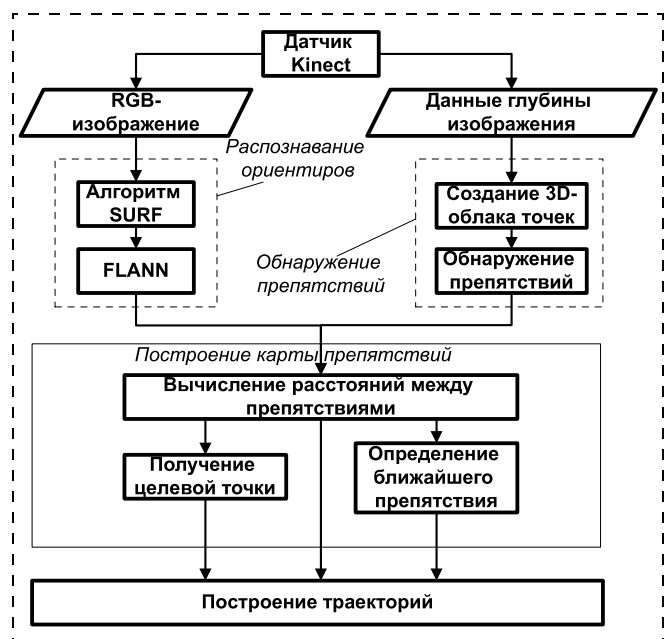 Датчик
Kinect
RGB-
изображение
Данные глубины
изображения
Распознавание
ориентиров
Алгоритм
SURF
FLANN
Создание 3D-
облака точек
Обнаружение
препятствий
Обнаружение
препятствий
Построение карты препятствий
Вычисление расстояний между
препятствиями
Получение
целевой точки
Определение
ближайшего
препятствия
Построение траекторий